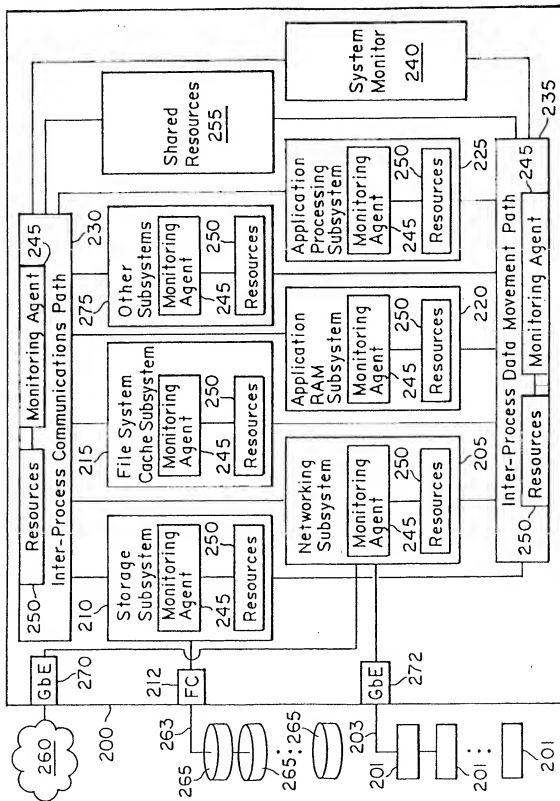 260
GbE
270
200
FC
212
263
265
265
265
GbE
272
203
201
201
201
250
Resources
Monitoring Agent
245
Inter-Process Communications Path
230
210
Storage
Subsystem
Monitoring
Agent
245
250
Resources
215
File System
Cache Subsystem
Monitoring
Agent
245
250
Resources
275
Other
Subsystems
Monitoring
Agent
245
250
Resources
Shared
Resources
255
System
Monitor
240
Networking
Subsystem
Monitoring
Agent
245
250
Resources
205
Application
RAM Subsystem
Monitoring
Agent
245
250
Resources
220
Application
Processing Subsystem
Monitoring
Agent
245
250
Resources
225
Inter-Process Data Movement Path
235
250
Resources
Monitoring Agent
245